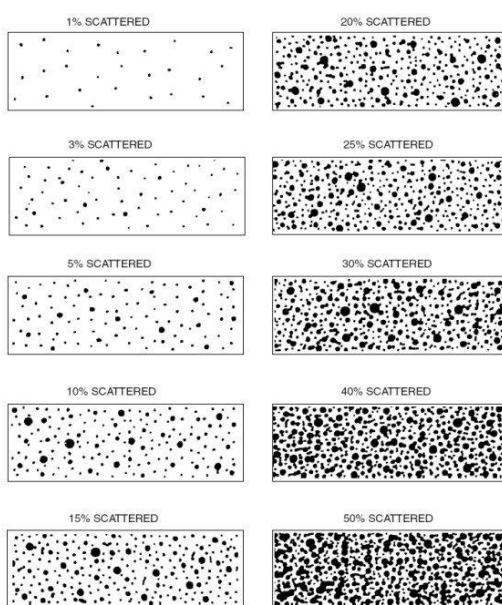 1% SCATTERED
20% SCATTERED
3% SCATTERED
25% SCATTERED
5% SCATTERED
30% SCATTERED
10% SCATTERED
40% SCATTERED
15% SCATTERED
50% SCATTERED